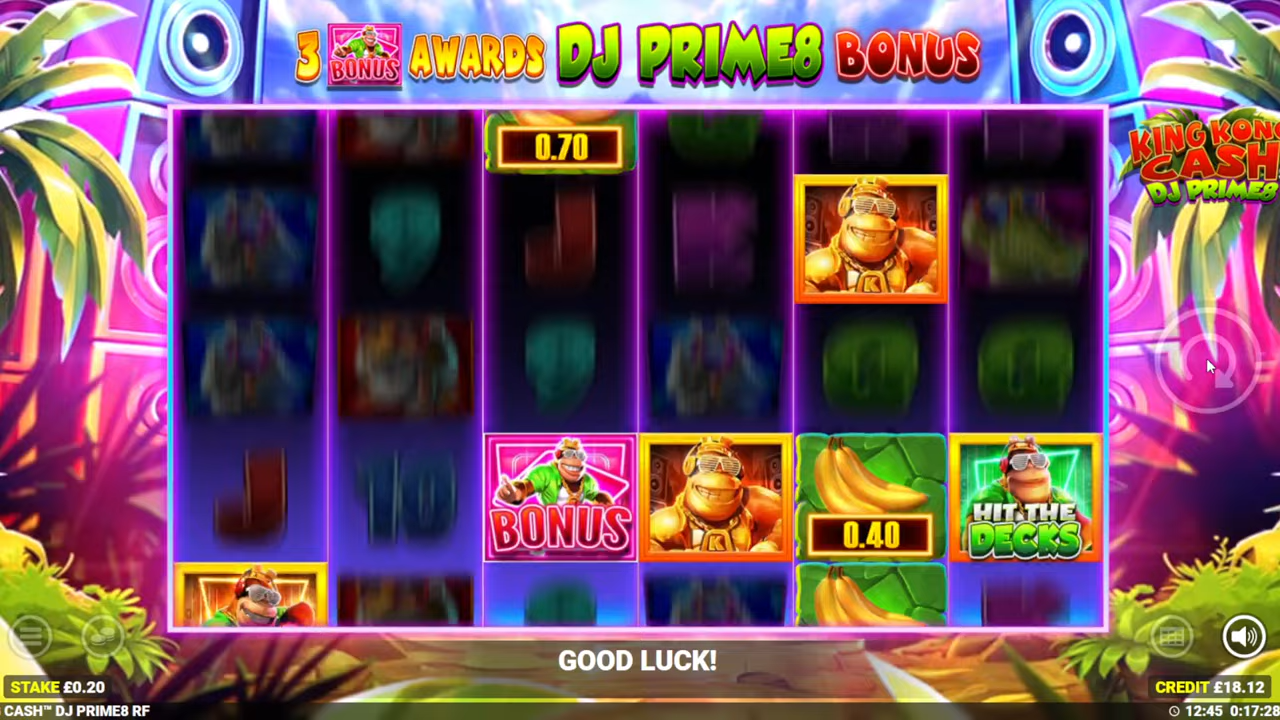 3 BONUS AWARDS DJ PRIME8 BONUS
0.70
KING KONG
CASH
DJ PRIME8
K
J
10
BONUS
K
0.40
HIT THE
DECKS
GOOD LUCK!
STAKE £0.20
CREDIT £18.12
CASH™ DJ PRIME8 RF
12:45 0:17:28